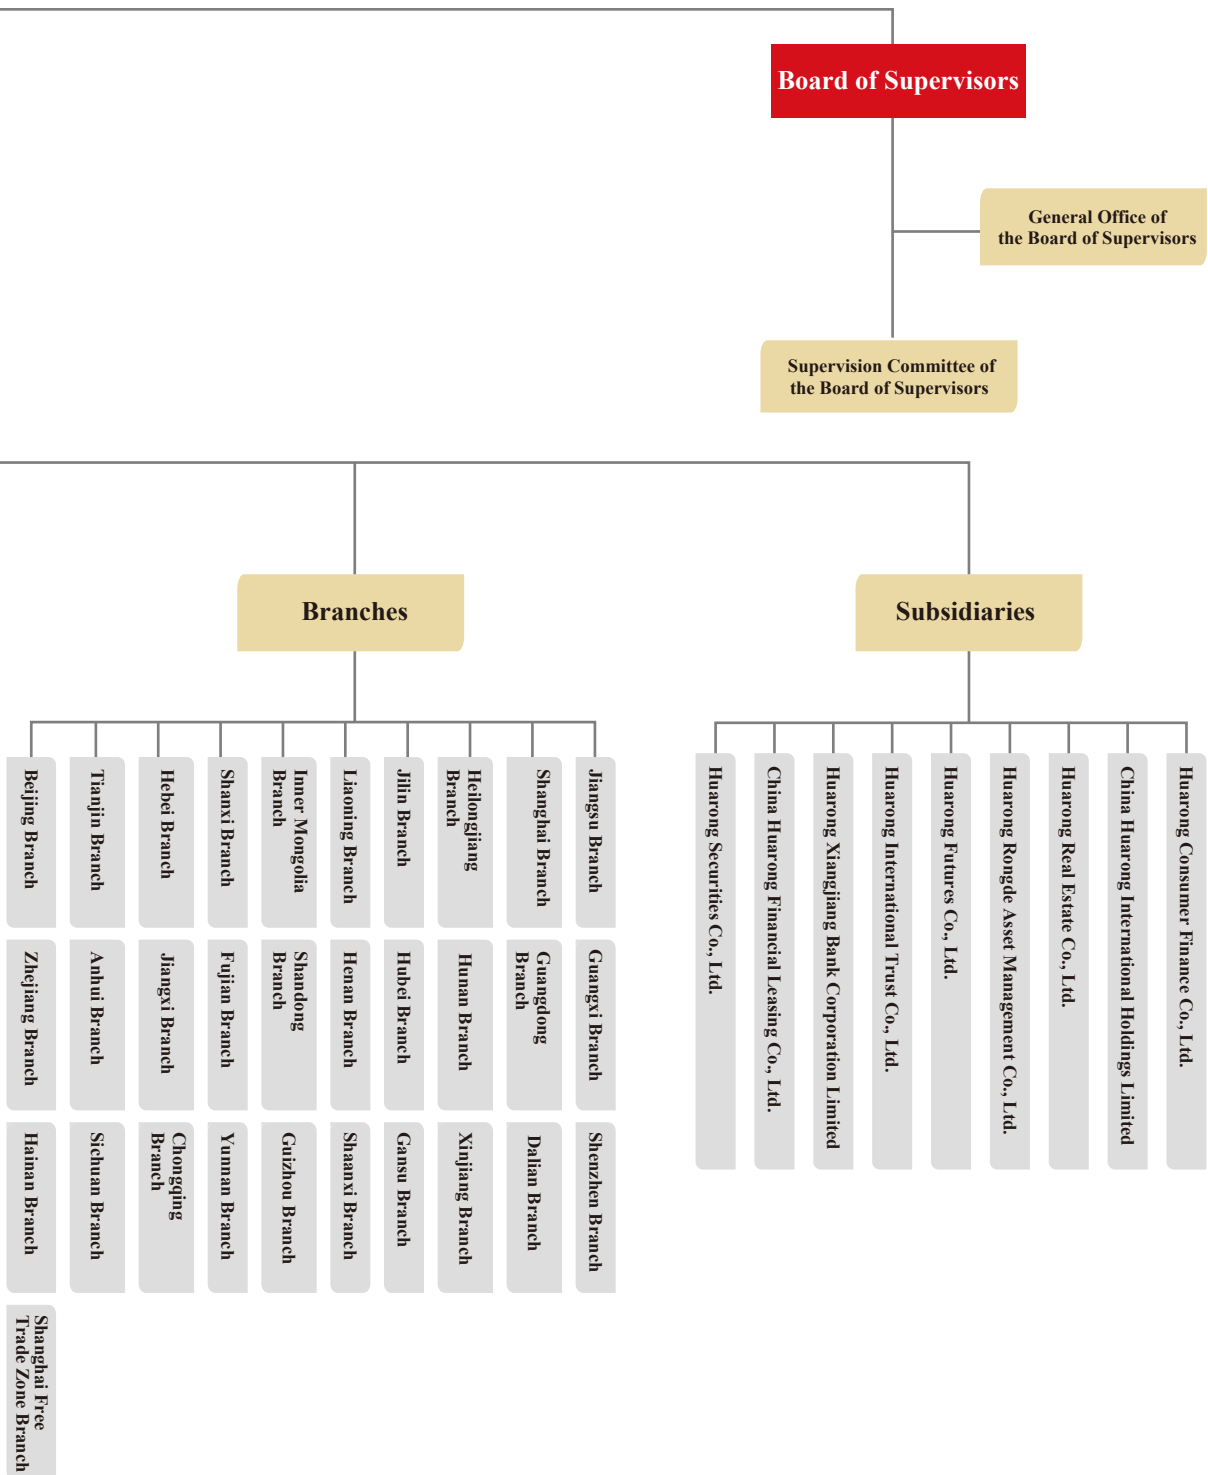 Board of Supervisors
General Office of
the Board of Supervisors
Supervision Committee of
the Board of Supervisors
Branches
Subsidiaries
Beijing Branch
Tianjin Branch
Hebei Branch
Shanxi Branch
Inner Mongolia
Branch
Liaoning Branch
Jilin Branch
Heilongjiang
Branch
Shanghai Branch
Jiangsu Branch
Zhejiang Branch
Anhui Branch
Jiangxi Branch
Fujian Branch
Shandong
Branch
Henan Branch
Hubei Branch
Hunan Branch
Guangdong
Branch
Guangxi Branch
Hainan Branch
Sichuan Branch
Chongqing
Branch
Yunnan Branch
Guizhou Branch
Shaanxi Branch
Gansu Branch
Xinjiang Branch
Dalian Branch
Shenzhen Branch
Shanghai Free
Trade Zone Branch
Huarong Securities Co., Ltd.
China Huarong Financial Leasing Co., Ltd.
Huarong Xiangjiang Bank Corporation Limited
Huarong International Trust Co., Ltd.
Huarong Futures Co., Ltd.
Huarong Rongde Asset Management Co., Ltd.
Huarong Real Estate Co., Ltd.
China Huarong International Holdings Limited
Huarong Consumer Finance Co., Ltd.